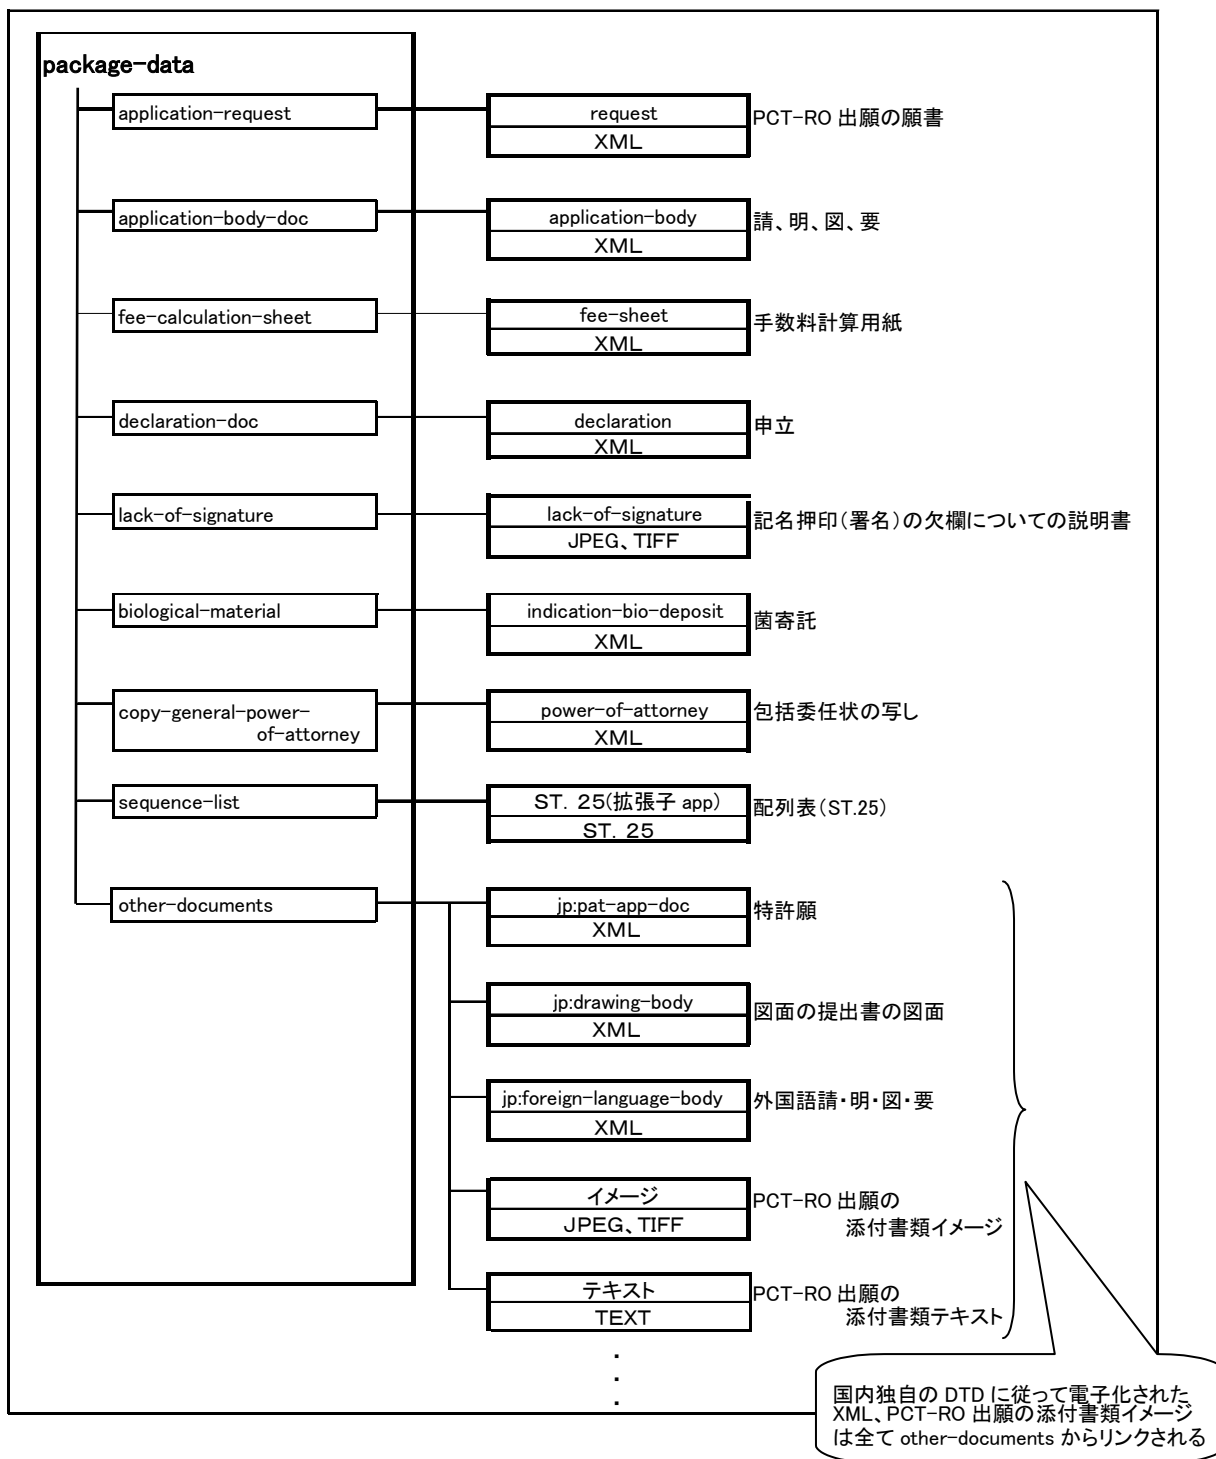 package-data
application-request
request
XML
PCT-RO 出願の願書
application-body-doc
application-body
XML
請、明、図、要
fee-calculation-sheet
fee-sheet
XML
手数料計算用紙
declaration-doc
declaration
XML
申立
lack-of-signature
lack-of-signature
JPEG、TIFF
記名押印(署名)の欠欄についての説明書
biological-material
indication-bio-deposit
XML
菌寄託
copy-general-power-
of-attorney
power-of-attorney
XML
包括委任状の写し
sequence-list
ST. 25(拡張子 app)
ST. 25
配列表(ST.25)
other-documents
jp:pat-app-doc
XML
特許願
jp:drawing-body
XML
図面の提出書の図面
jp:foreign-language-body
XML
外国語請・明・図・要
イメージ
JPEG、TIFF
PCT-RO 出願の
添付書類イメージ
テキスト
TEXT
PCT-RO 出願の
添付書類テキスト
国内独自の DTD に従って電子化された
XML、PCT-RO 出願の添付書類イメージ
は全て other-documents からリンクされる